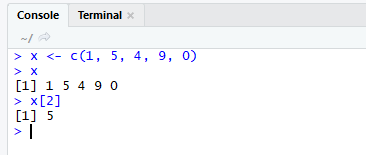 Console Terminal ×
~/
> x <- c(1, 5, 4, 9, 0)
> x
[1] 1 5 4 9 0
> x[2]
[1] 5
>